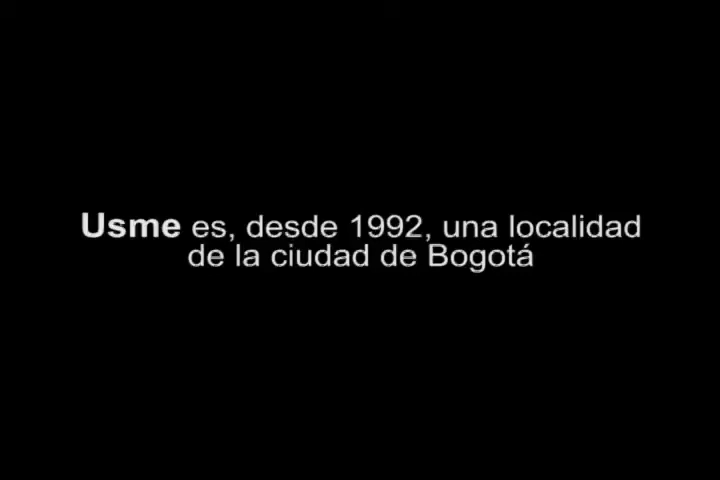 Usme es, desde 1992, una localidad
de la ciudad de Bogotá